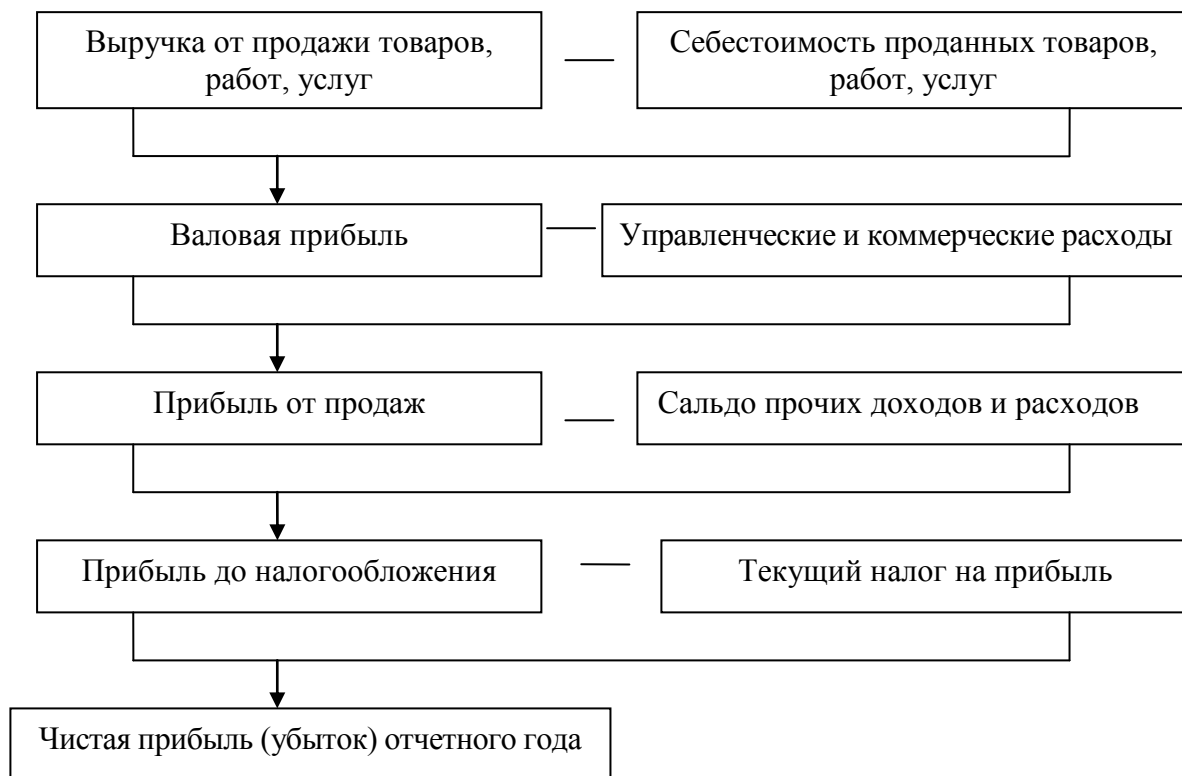 Выручка от продажи товаров,
работ, услуг
Себестоимость проданных товаров,
работ, услуг
Валовая прибыль
Управленческие и коммерческие расходы
Прибыль от продаж
Сальдо прочих доходов и расходов
Прибыль до налогообложения
Текущий налог на прибыль
Чистая прибыль (убыток) отчетного года